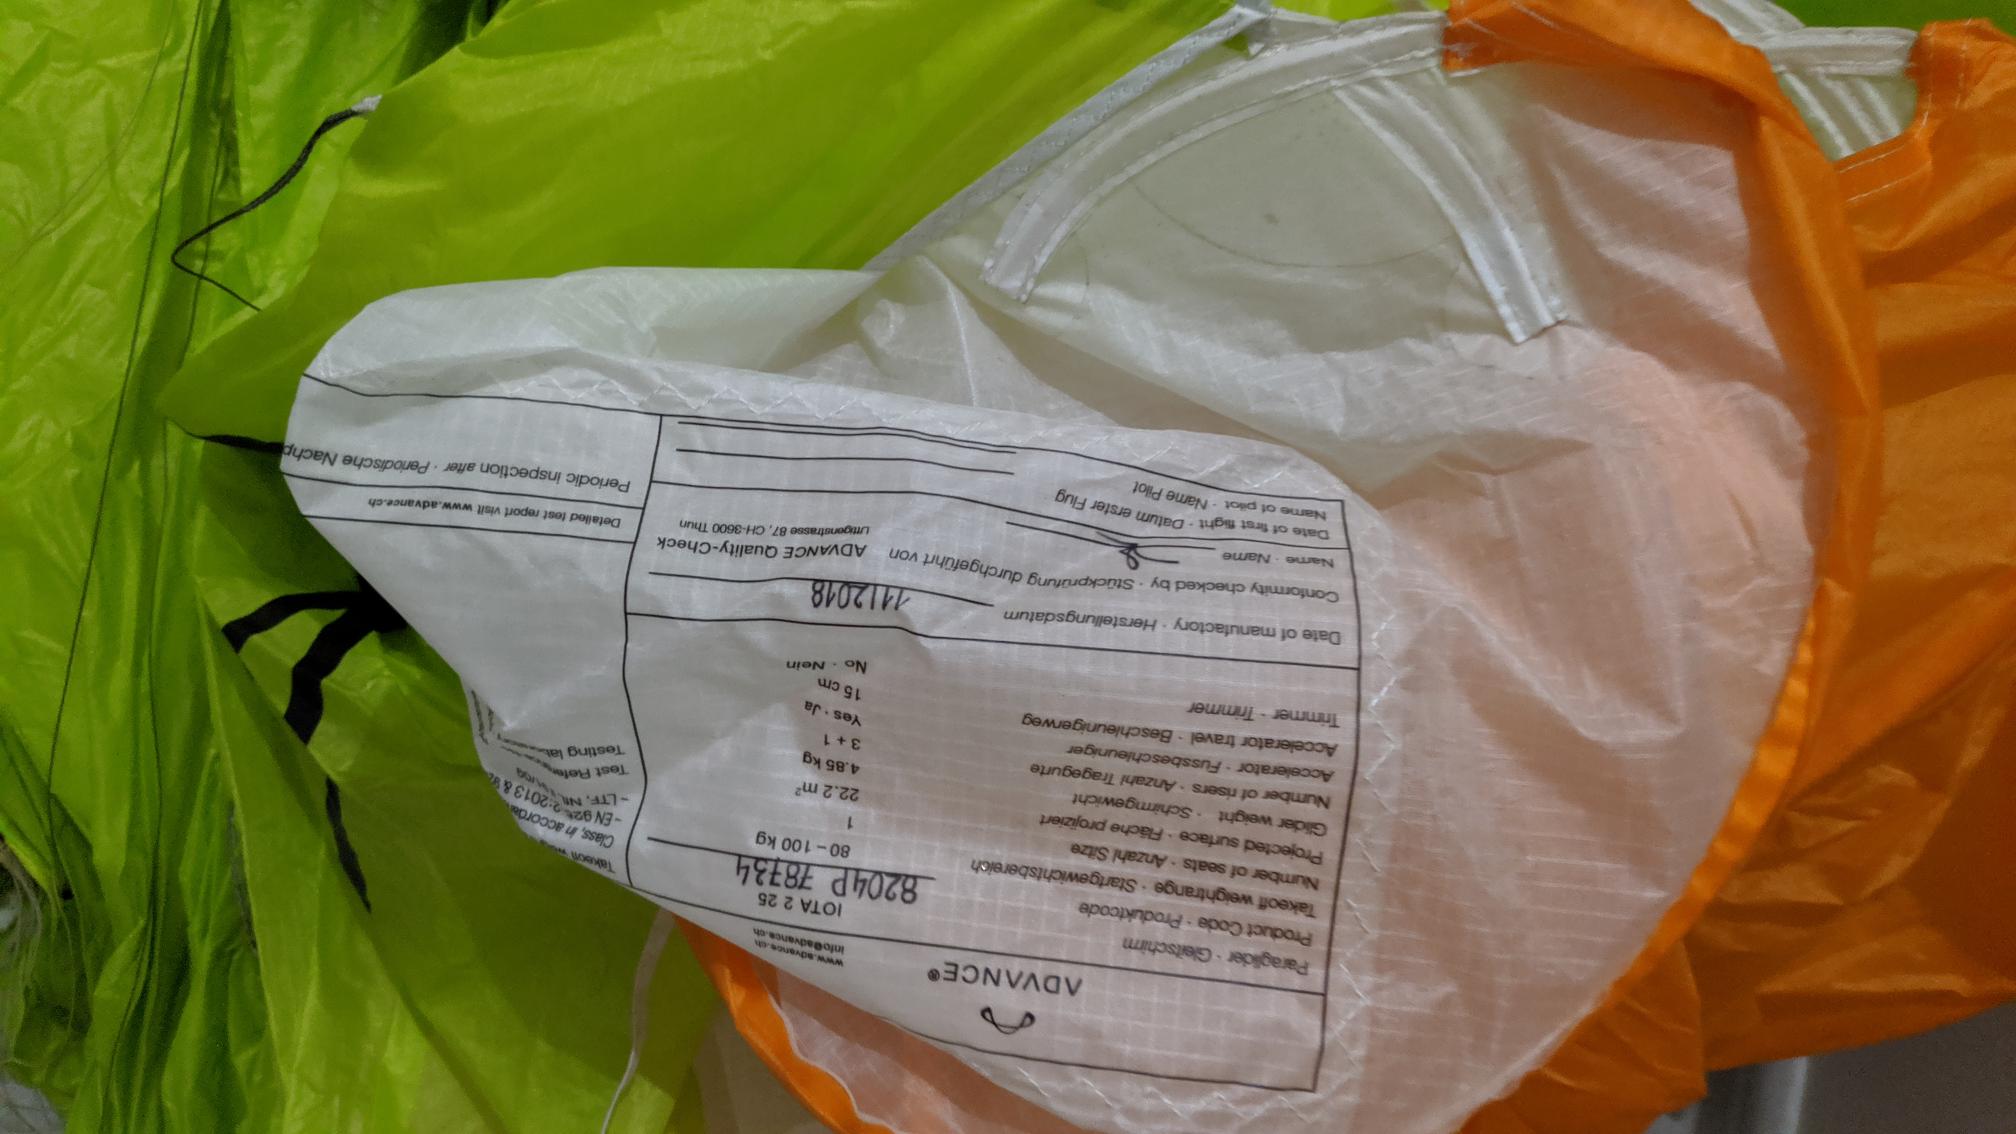 ADVANCE®
www.advance.ch
info@advance.ch
Paraglider · Gleitschirm IOTA 2 25
Product Code · Produktcode 8204P 78734
Takeoff weightrange · Startgewichtsbereich 80 – 100 kg
Number of seats · Anzahl Sitze 1
Projected surface · Fläche projiziert 22.2 m²
Glider weight · Schirmgewicht 4.85 kg
Number of risers · Anzahl Tragegurte 3 + 1
Accelerator · Fussbeschleuniger Yes · Ja
Accelerator travel · Beschleunigerweg 15 cm
Trimmer · Trimmer No · Nein
Date of manufactory · Herstellungsdatum 11|2018
Conformity checked by · Stückprüfung durchgeführt von ADVANCE Quality-Check
Uttigenstrasse 87, CH-3600 Thun
Name · Name
Date of first flight · Datum erster Flug
Name of pilot · Name Pilot
Takeoff
Class, in
- EN
- LTF,
Test
Testing laboratory
Detailed test report visit www.advance.ch
Periodic inspection after · Periodische